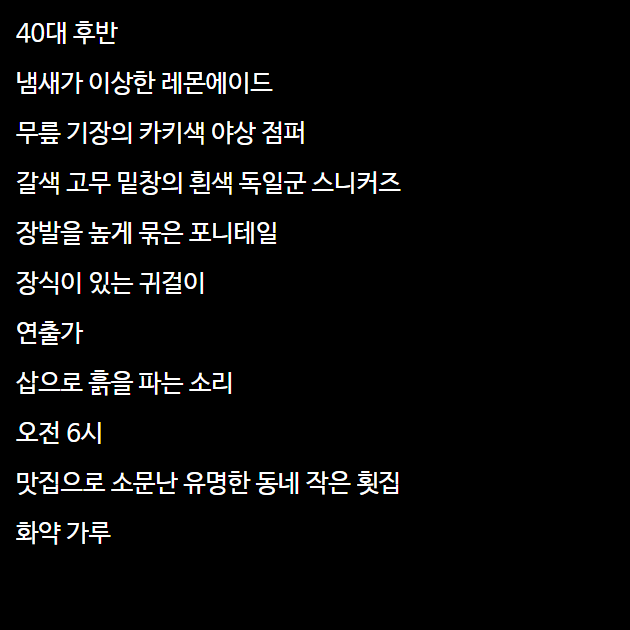 40대 후반
냄새가 이상한 레몬에이드
무릎 기장의 카키색 야상 점퍼
갈색 고무 밑창의 흰색 독일군 스니커즈
장발을 높게 묶은 포니테일
장식이 있는 귀걸이
연출가
삽으로 흙을 파는 소리
오전 6시
맛집으로 소문난 유명한 동네 작은 횟집
화약 가루